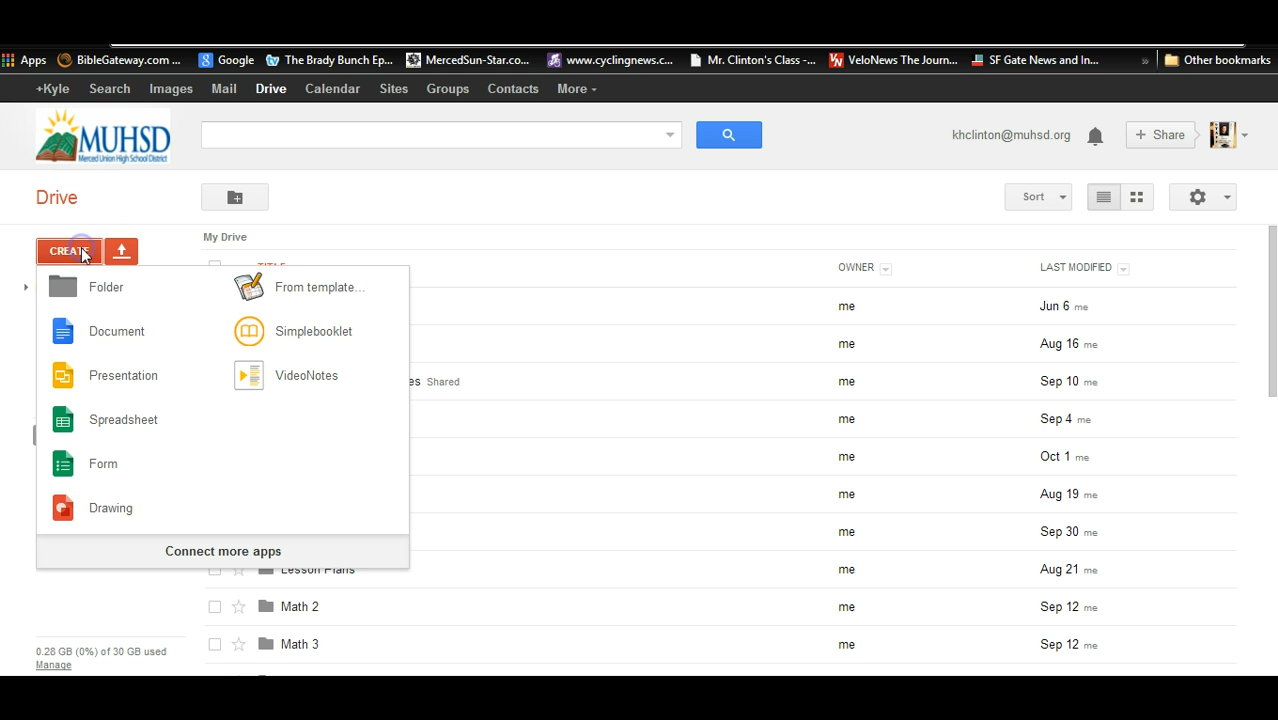 Apps BibleGateway.com ... Google The Brady Bunch Ep... MercedSun-Star.co... www.cyclingnews.c... Mr. Clinton's Class -... VeloNews The Journ... SF Gate News and In... » Other bookmarks
+Kyle Search Images Mail Drive Calendar Sites Groups Contacts More
MUHSD
Merced Union High School District
khclinton@muhsd.org + Share
Drive Sort
My Drive
CREATE
TITLE OWNER LAST MODIFIED
Folder From template...
me Jun 6 me
Document Simplebooklet
me Aug 16 me
Presentation VideoNotes
es Shared me Sep 10 me
Spreadsheet me Sep 4 me
Form me Oct 1 me
me Aug 19 me
Drawing
me Sep 30 me
Connect more apps
Lesson Plans me Aug 21 me
Math 2 me Sep 12 me
Math 3 me Sep 12 me
0.28 GB (0%) of 30 GB used
Manage